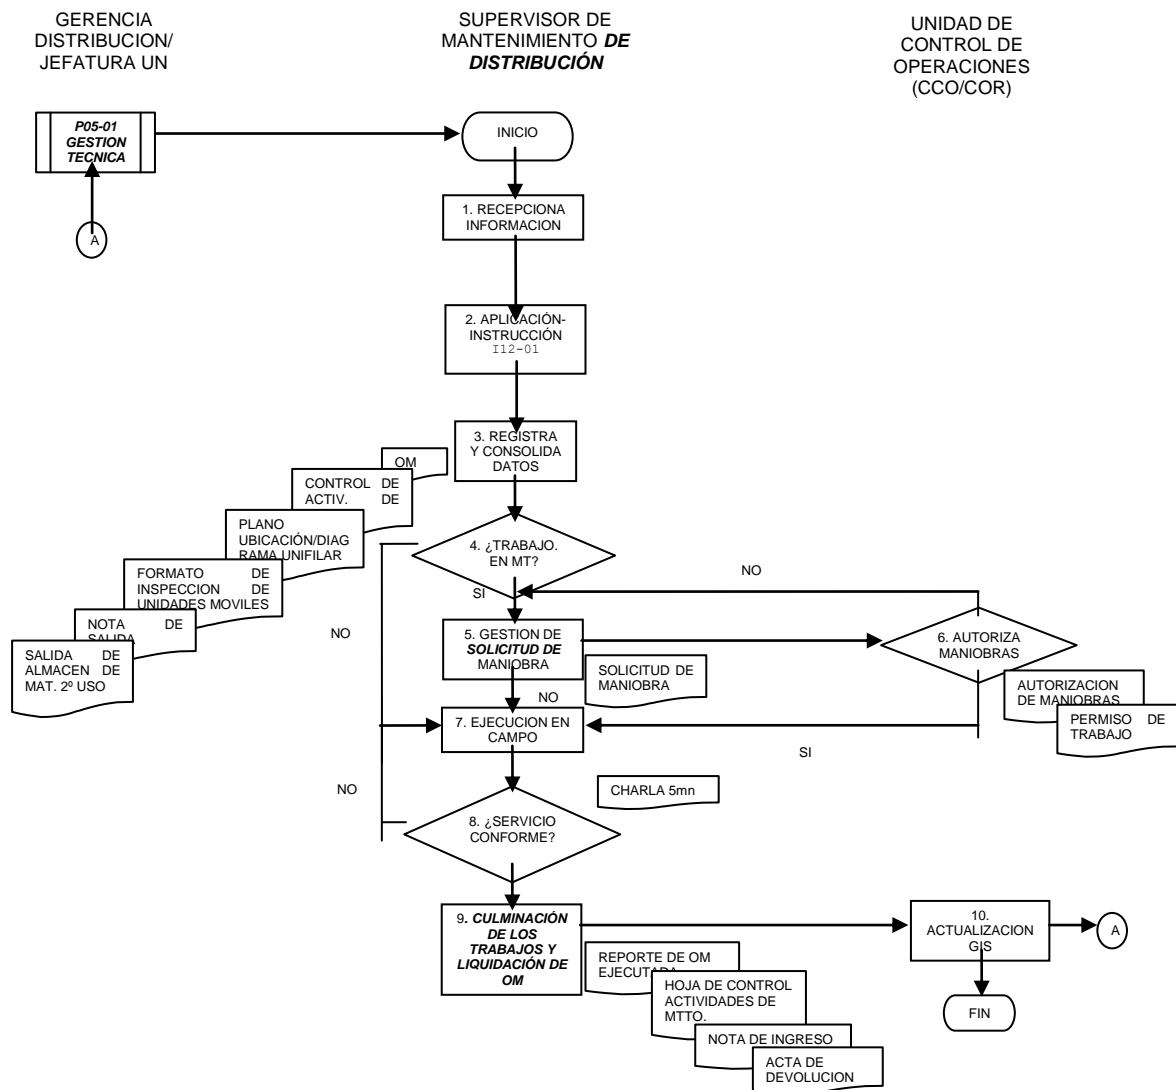 GERENCIA
DISTRIBUCION/
JEFATURA UN
SUPERVISOR DE
MANTENIMIENTO DE
DISTRIBUCIÓN
UNIDAD DE
CONTROL DE
OPERACIONES
(CCO/COR)
P05-01
GESTION
TECNICA
INICIO
A
1. RECEPCIONA
INFORMACION
2. APLICACIÓN-
INSTRUCCIÓN
I12-01
3. REGISTRA
Y CONSOLIDA
DATOS
OM
CONTROL DE
ACTIV. DE
PLANO
UBICACIÓN/DIAG
RAMA UNIFILAR
FORMATO DE
INSPECCION DE
UNIDADES MOVILES
NOTA DE
SALIDA
SALIDA DE
ALMACEN DE
MAT. 2º USO
4. ¿TRABAJO.
EN MT?
SI
NO
NO
5. GESTION DE
SOLICITUD DE
MANIOBRA
SOLICITUD DE
MANIOBRA
6. AUTORIZA
MANIOBRAS
AUTORIZACION
DE MANIOBRAS
PERMISO DE
TRABAJO
NO
7. EJECUCION EN
CAMPO
SI
NO
CHARLA 5mn
8. ¿SERVICIO
CONFORME?
9. CULMINACIÓN
DE LOS
TRABAJOS Y
LIQUIDACIÓN DE
OM
REPORTE DE OM
EJECUTADA
HOJA DE CONTROL
ACTIVIDADES DE
MTTO.
NOTA DE INGRESO
ACTA DE
DEVOLUCION
10.
ACTUALIZACION
GIS
A
FIN